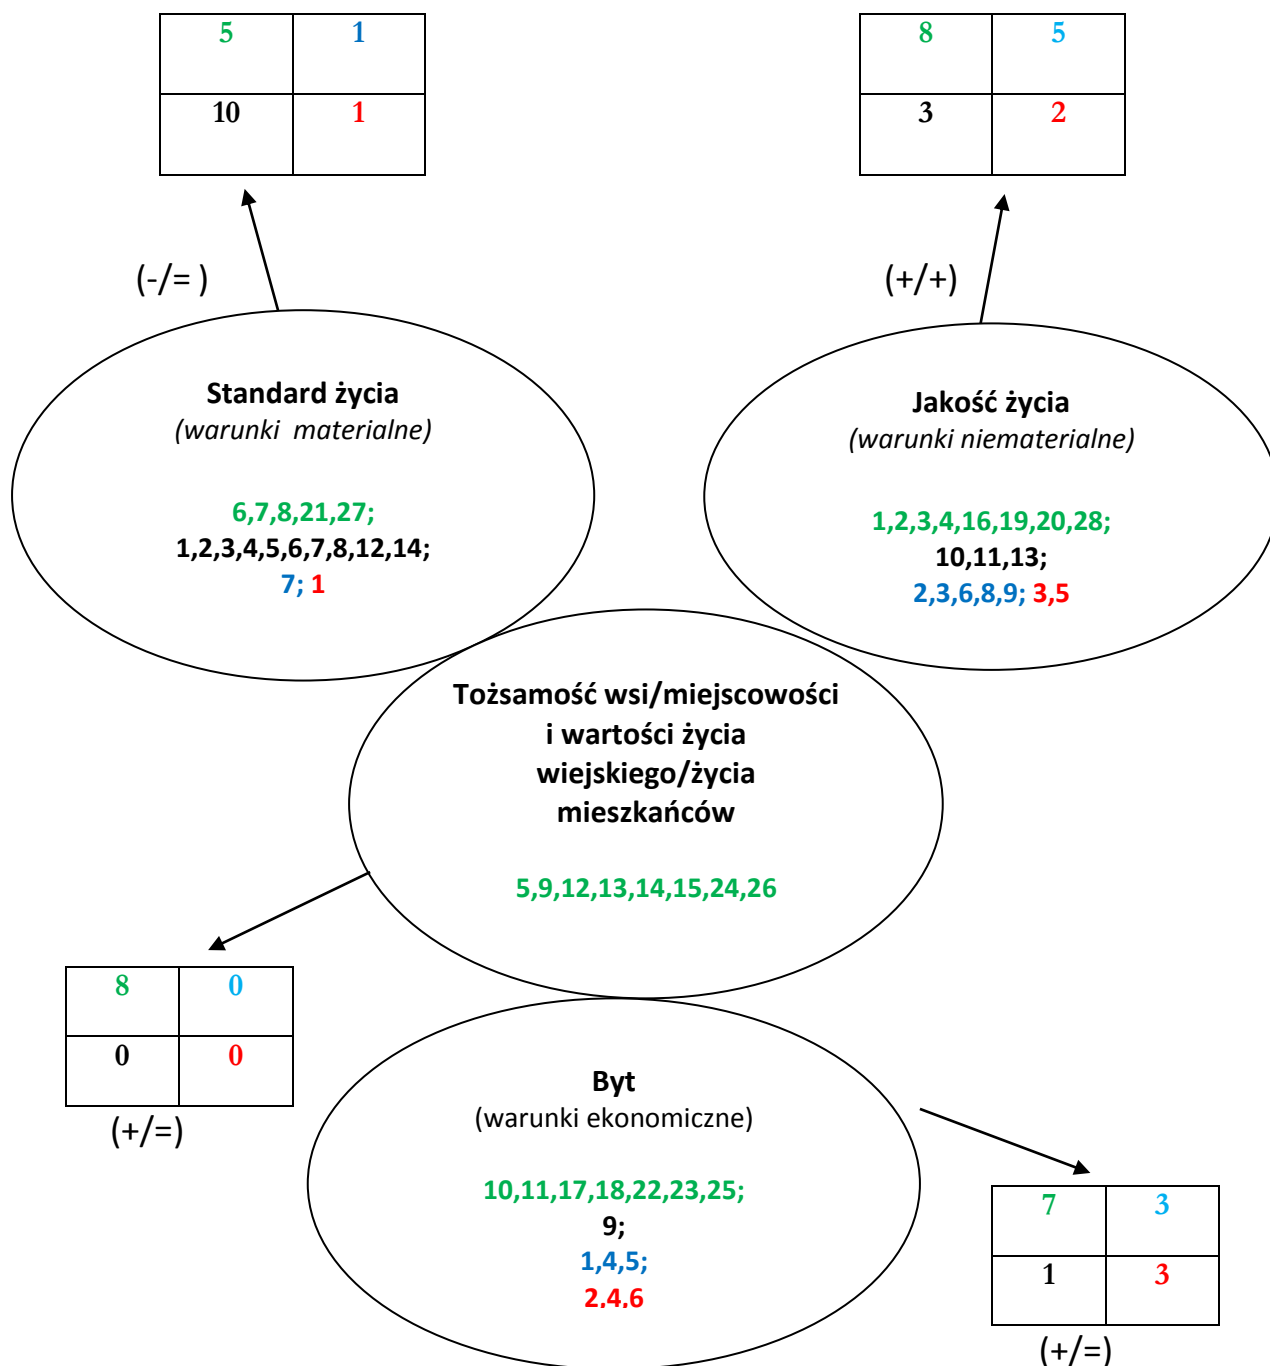 5 1
10 1
8 5
3 2
(-/= )
(+/+)
Standard życia
(warunki materialne)
6,7,8,21,27;
1,2,3,4,5,6,7,8,12,14;
7; 1
Jakość życia
(warunki niematerialne)
1,2,3,4,16,19,20,28;
10,11,13;
2,3,6,8,9; 3,5
Tożsamość wsi/miejscowości
i wartości życia
wiejskiego/życia
mieszkańców
5,9,12,13,14,15,24,26
8 0
0 0
(+/=)
Byt
(warunki ekonomiczne)
10,11,17,18,22,23,25;
9;
1,4,5;
2,4,6
7 3
1 3
(+/=)